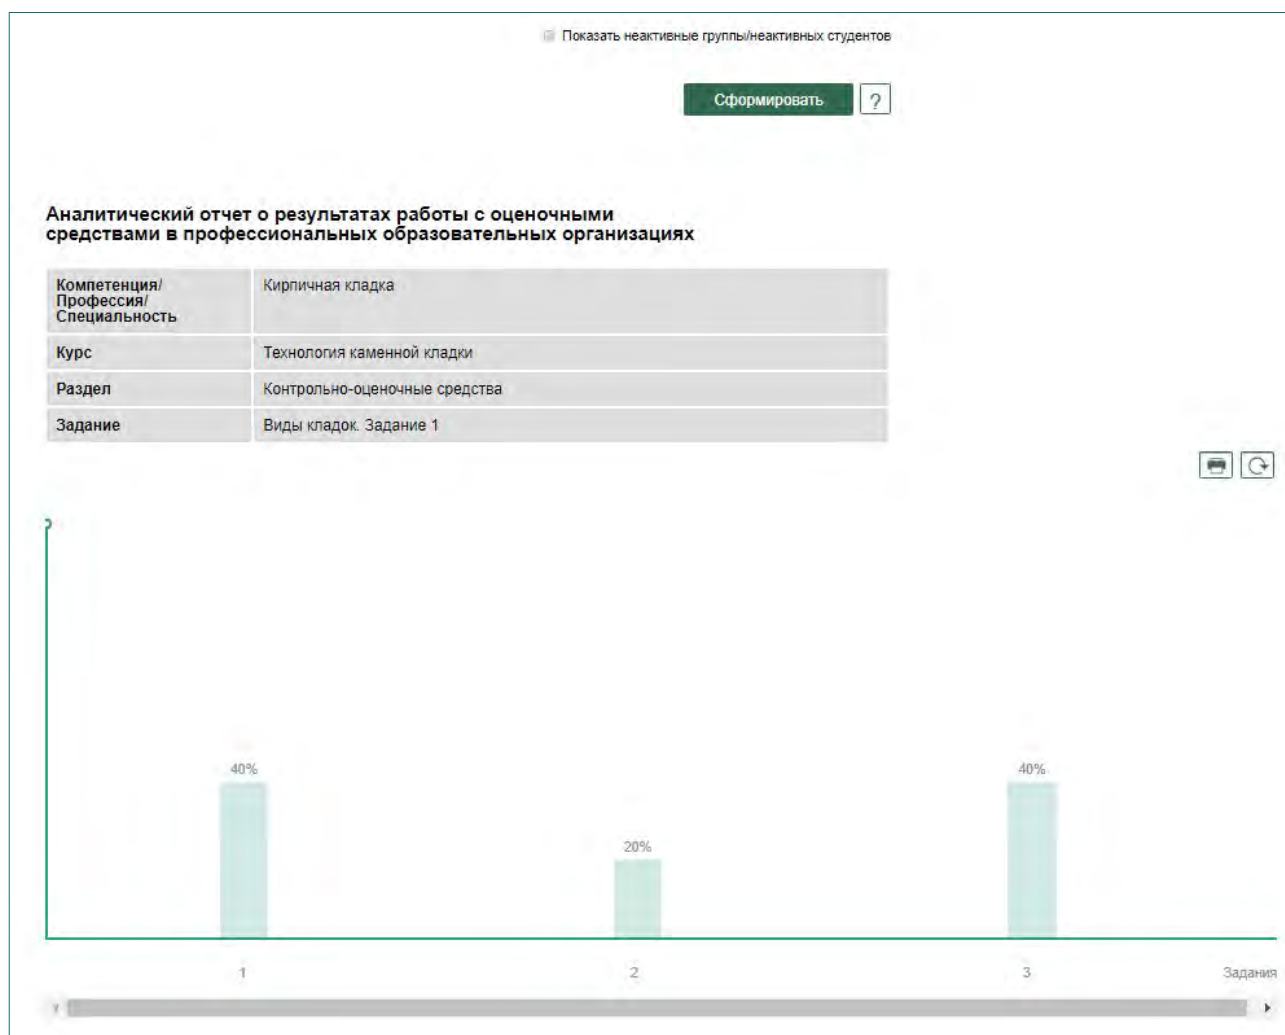 Показать неактивные группы/неактивных студентов
Сформировать ?
Аналитический отчет о результатах работы с оценочными
средствами в профессиональных образовательных организациях
Компетенция/
Профессия/
Специальность
Кирпичная кладка
Курс
Технология каменной кладки
Раздел
Контрольно-оценочные средства
Задание
Виды кладок. Задание 1
40%
40%
20%
1 2 3 Задания